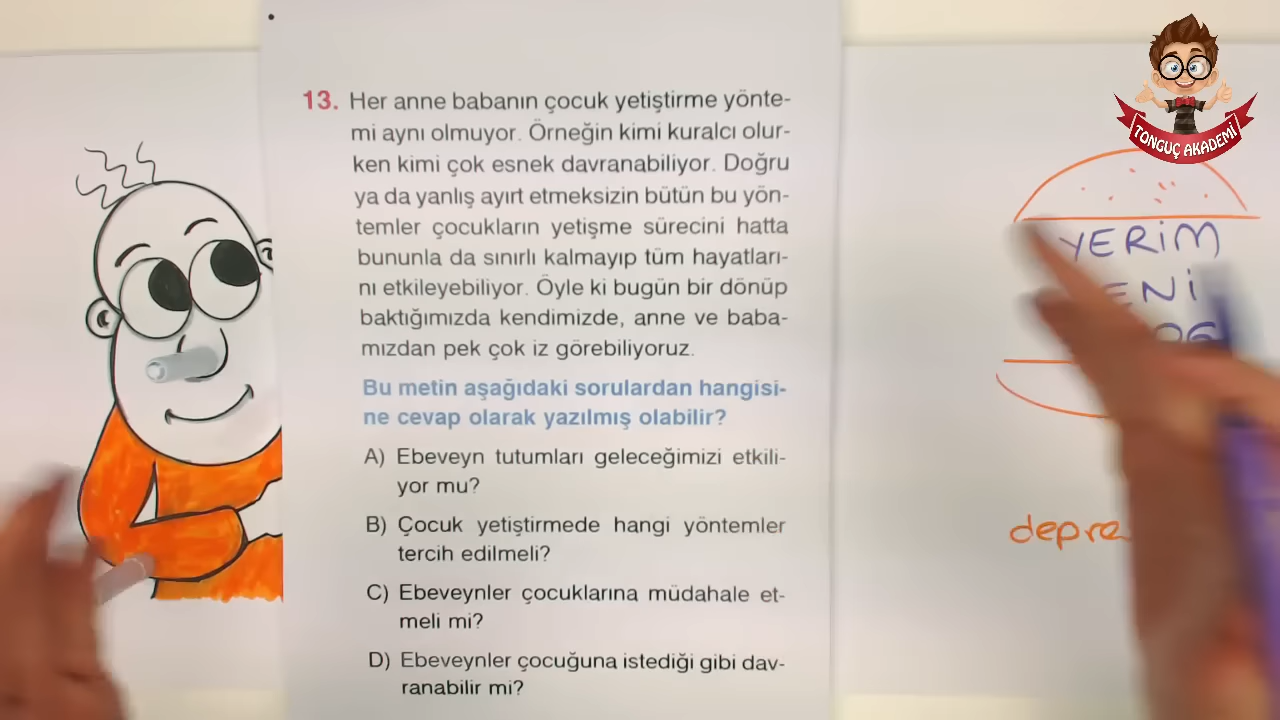 13. Her anne babanın çocuk yetiştirme yönte-
mi aynı olmuyor. Örneğin kimi kuralcı olur-
ken kimi çok esnek davranabiliyor. Doğru
ya da yanlış ayırt etmeksizin bütün bu yön-
temler çocukların yetişme sürecini hatta
bununla da sınırlı kalmayıp tüm hayatları-
nı etkileyebiliyor. Öyle ki bugün bir dönüp
baktığımızda kendimizde, anne ve baba-
mızdan pek çok iz görebiliyoruz.
Bu metin aşağıdaki sorulardan hangisi-
ne cevap olarak yazılmış olabilir?
A) Ebeveyn tutumları geleceğimizi etkili-
yor mu?
B) Çocuk yetiştirmede hangi yöntemler
tercih edilmeli?
C) Ebeveynler çocuklarına müdahale et-
meli mi?
D) Ebeveynler çocuğuna istediği gibi dav-
ranabilir mi?
TONGUÇ AKADEMİ
YERİM